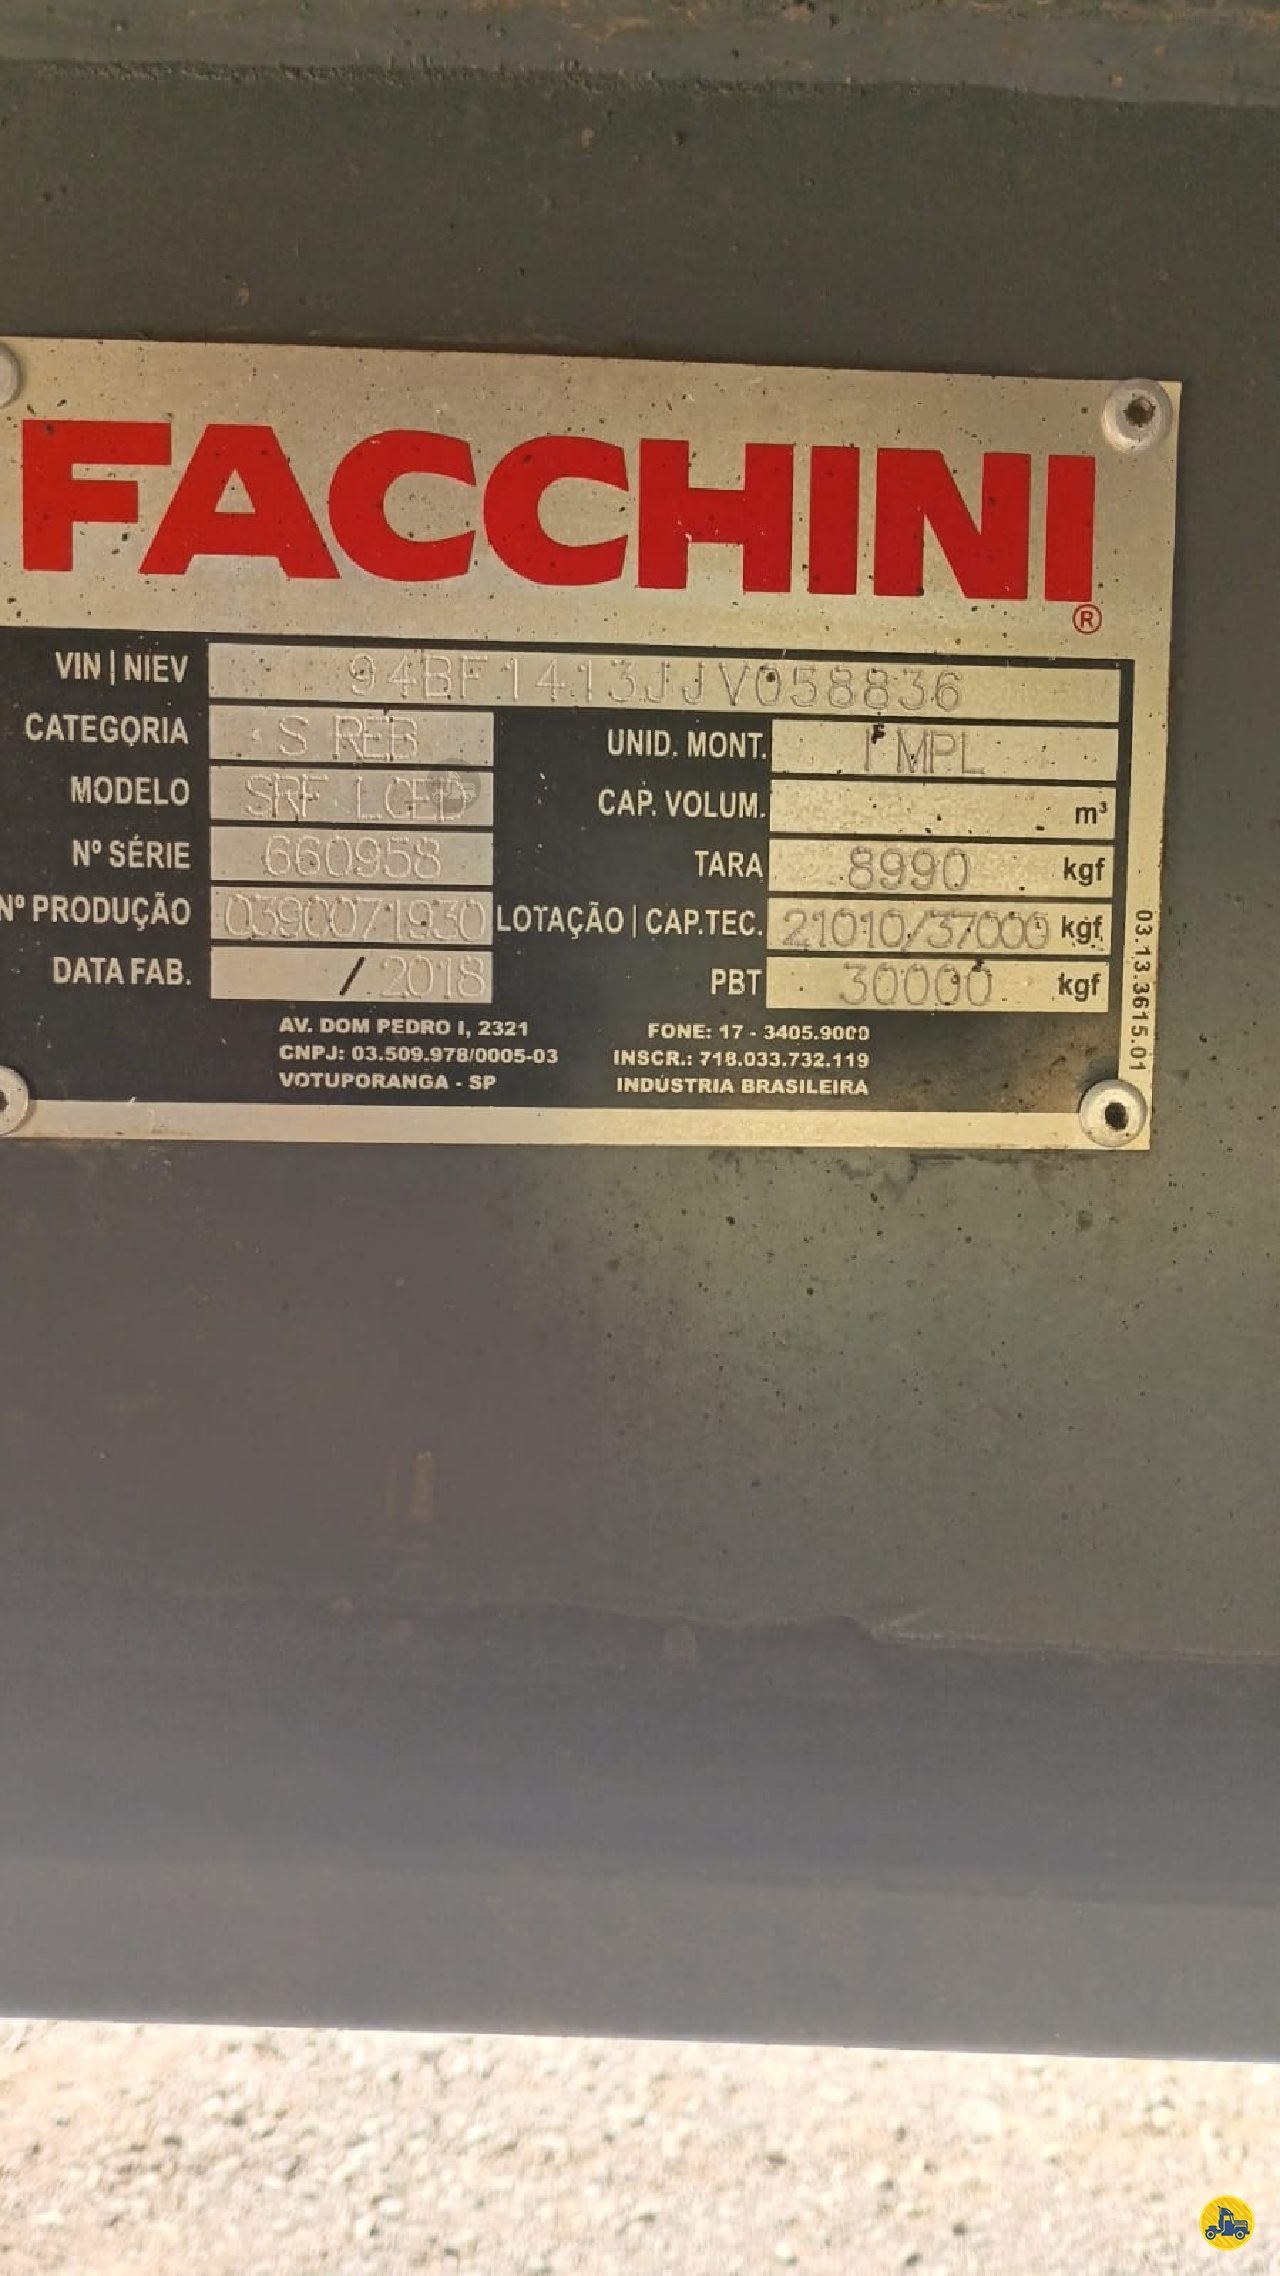 FACCHINI
®
VIN | NIEV 94BF1413JJV058836
CATEGORIA S REB UNID. MONT. IMPL
MODELO SRF LCED CAP. VOLUM. m³
Nº SÉRIE 660958 TARA 8990 kgf
Nº PRODUÇÃO 0390071930 LOTAÇÃO | CAP.TEC. 21010/37000 kgf
DATA FAB. / 2018 PBT 30000 kgf
AV. DOM PEDRO I, 2321 FONE: 17 - 3405.9000
CNPJ: 03.509.978/0005-03 INSCR.: 718.033.732.119
VOTUPORANGA - SP INDÚSTRIA BRASILEIRA
03.13.3615.01